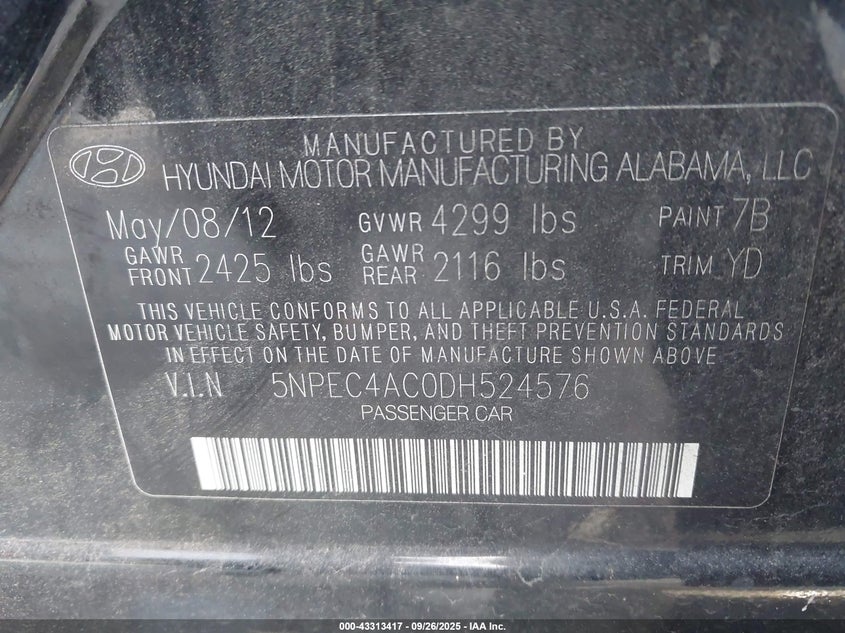 MANUFACTURED BY
HYUNDAI MOTOR MANUFACTURING ALABAMA, LLC
May/08/12 GVWR 4299 lbs PAINT 7B
GAWR FRONT 2425 lbs GAWR REAR 2116 lbs TRIM YD
THIS VEHICLE CONFORMS TO ALL APPLICABLE U.S.A. FEDERAL
MOTOR VEHICLE SAFETY, BUMPER, AND THEFT PREVENTION STANDARDS
IN EFFECT ON THE DATE OF MANUFACTURE SHOWN ABOVE
V.I.N 5NPEC4AC0DH524576
PASSENGER CAR
000-43313417 - 09/26/2025 - IAA Inc.